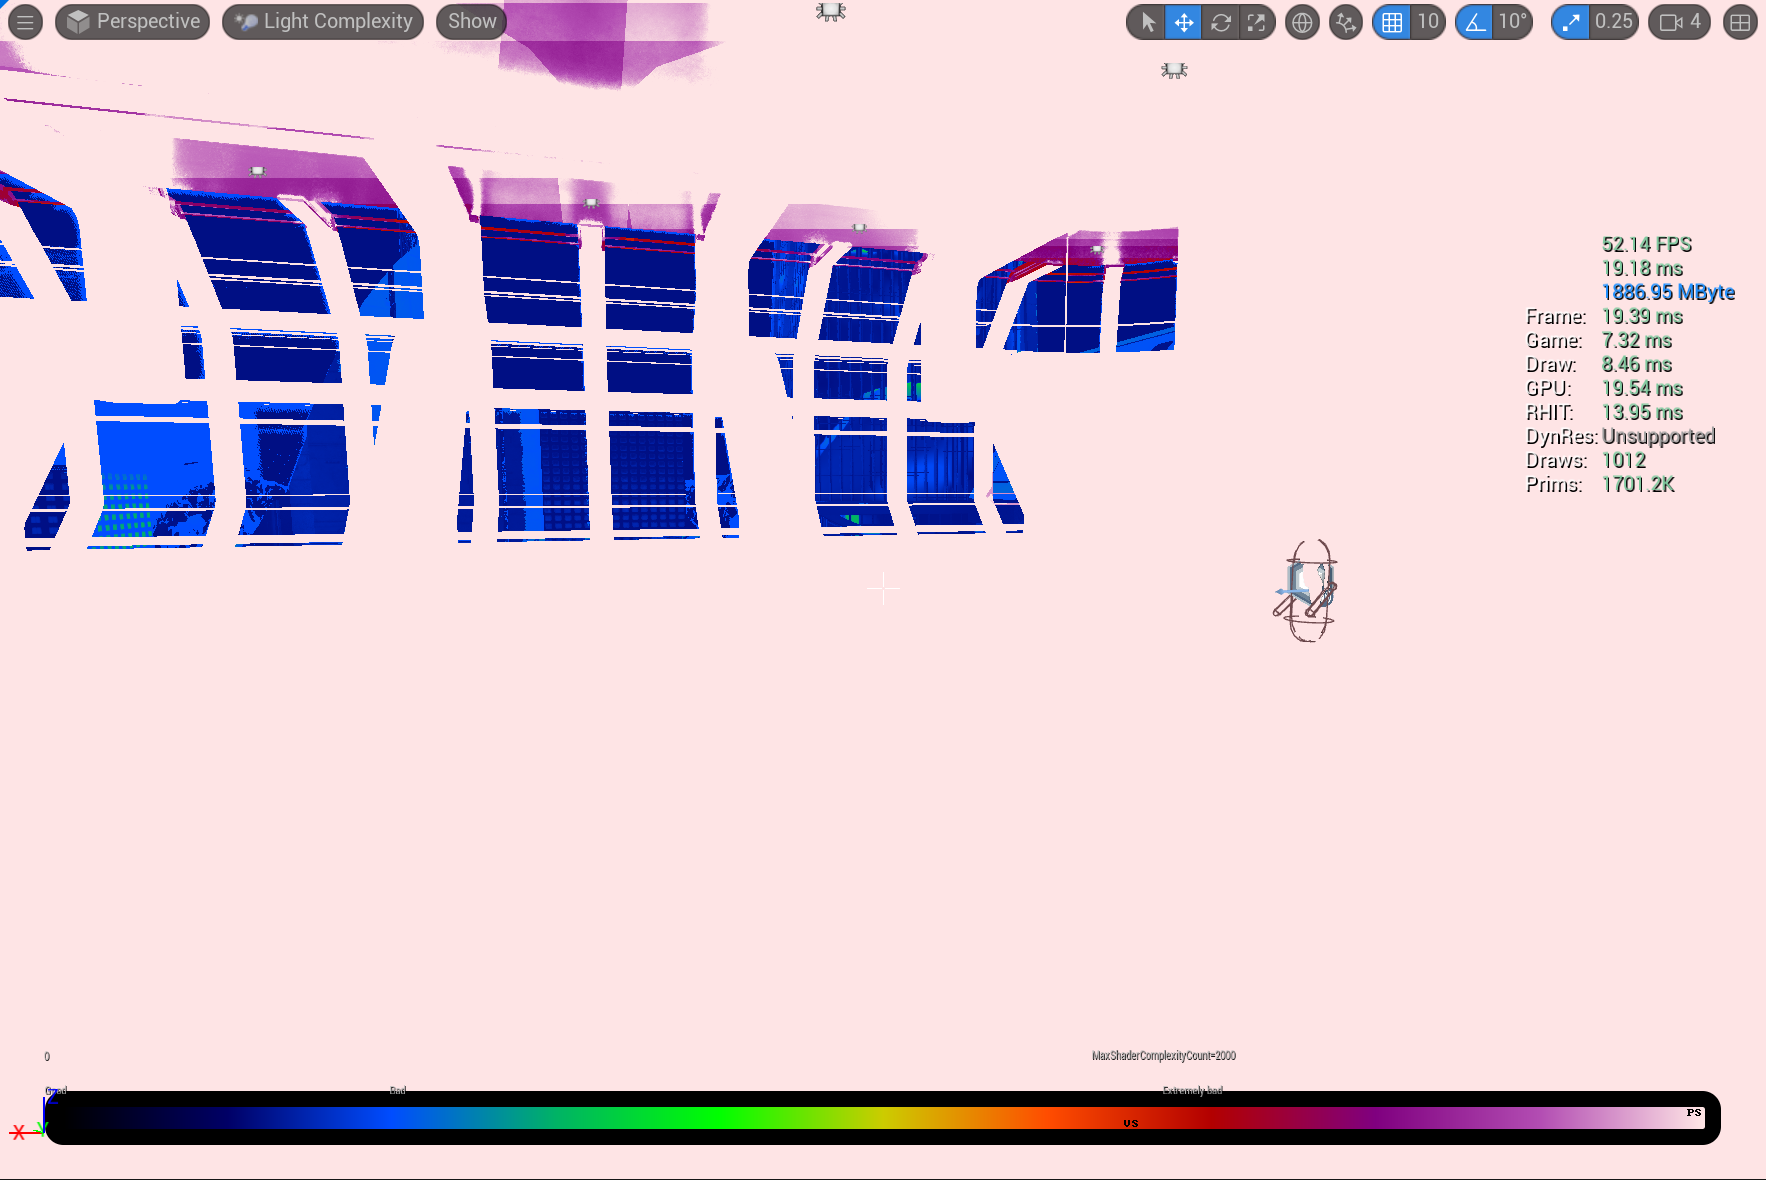 Perspective
Light Complexity
Show
10
10°
0.25
4
52.14 FPS
19.18 ms
1886.95 MByte
Frame: 19.39 ms
Game: 7.32 ms
Draw: 8.46 ms
GPU: 19.54 ms
RHIT: 13.95 ms
DynRes: Unsupported
Draws: 1012
Prims: 1701.2K
0
MaxShaderComplexityCount=2000
Good
Bad
Extremely bad
PS
VS
Z
X
Y